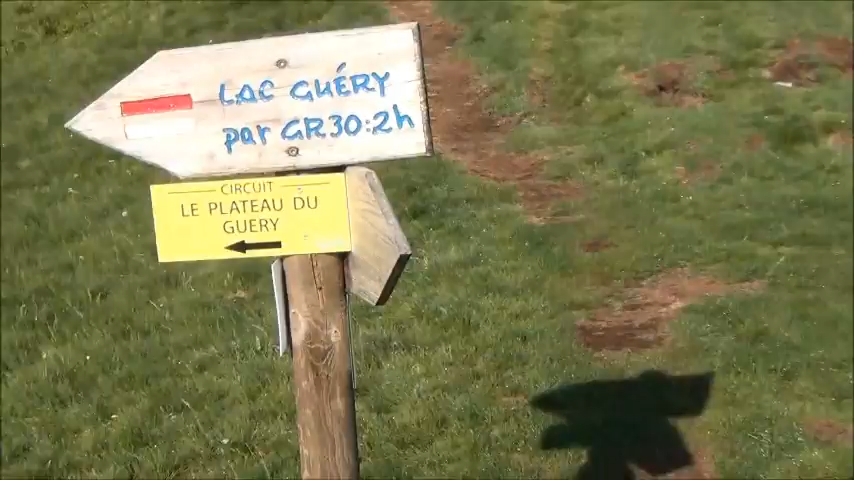 LAC GUÉRY
par GR30:2h
CIRCUIT
LE PLATEAU DU
GUERY